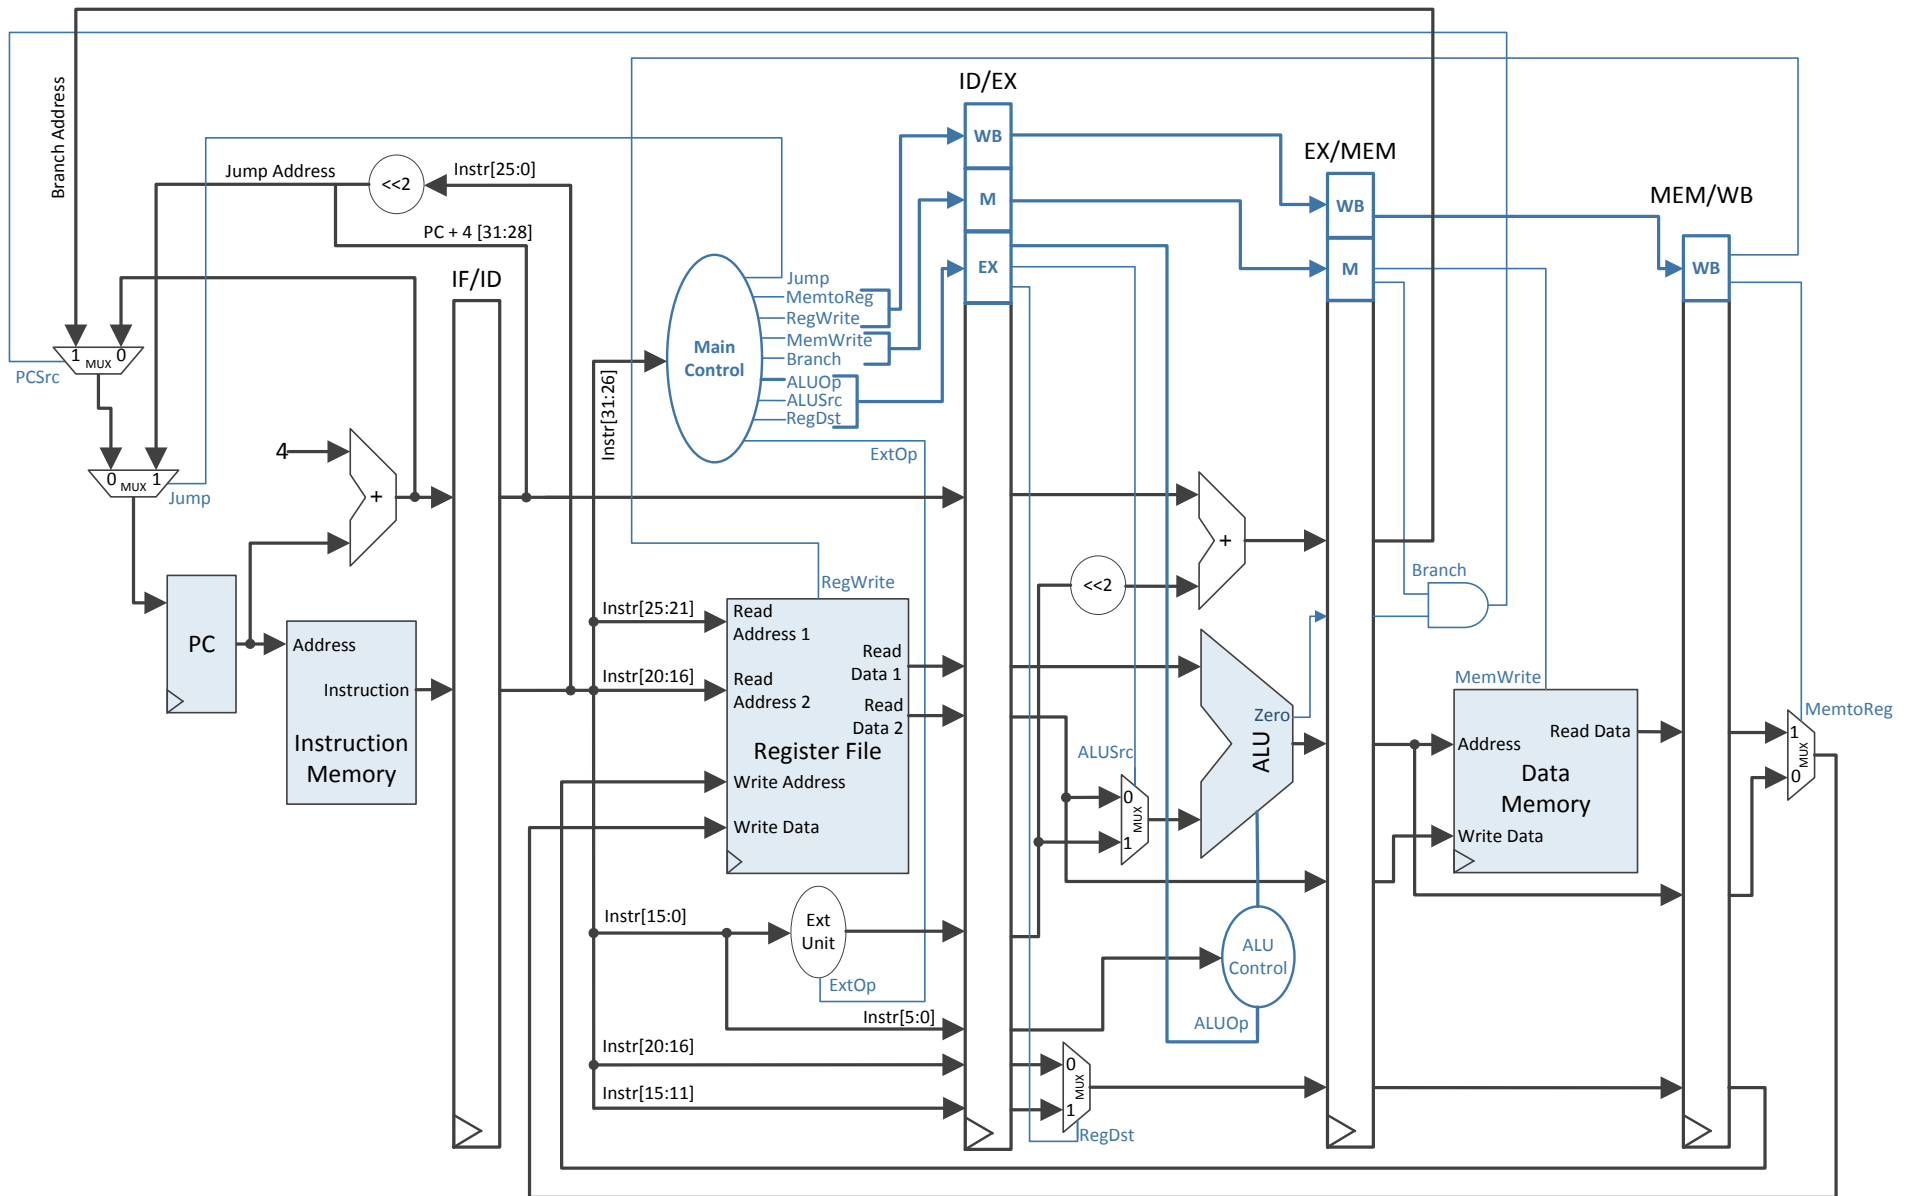 ID/EX
EX/MEM
MEM/WB
IF/ID
Branch Address
Jump Address
<<2
Instr[25:0]
PC + 4 [31:28]
WB
M
EX
WB
M
WB
1 MUX 0
PCSrc
0 MUX 1
Jump
4
+
Main
Control
Jump
MemtoReg
RegWrite
MemWrite
Branch
ALUOp
ALUSrc
RegDst
ExtOp
Instr[31:26]
PC
Address
Instruction
Instruction
Memory
RegWrite
Instr[25:21]
Instr[20:16]
Read
Address 1
Read
Address 2
Read
Data 1
Read
Data 2
Register File
Write Address
Write Data
Instr[15:0]
Ext
Unit
ExtOp
Instr[5:0]
Instr[20:16]
Instr[15:11]
+
<<2
ALUSrc
0
MUX
1
Zero
ALU
ALU
Control
ALUOp
0
MUX
1
RegDst
Branch
MemWrite
Address
Read Data
Data
Memory
Write Data
MemtoReg
1
MUX
0